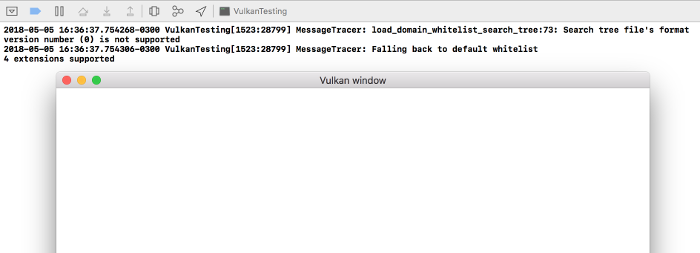 VulkanTesting
2018-05-05 16:36:37.754268-0300 VulkanTesting[1523:28799] MessageTracer: load_domain_whitelist_search_tree:73: Search tree file's format
version number (0) is not supported
2018-05-05 16:36:37.754306-0300 VulkanTesting[1523:28799] MessageTracer: Falling back to default whitelist
4 extensions supported
Vulkan window